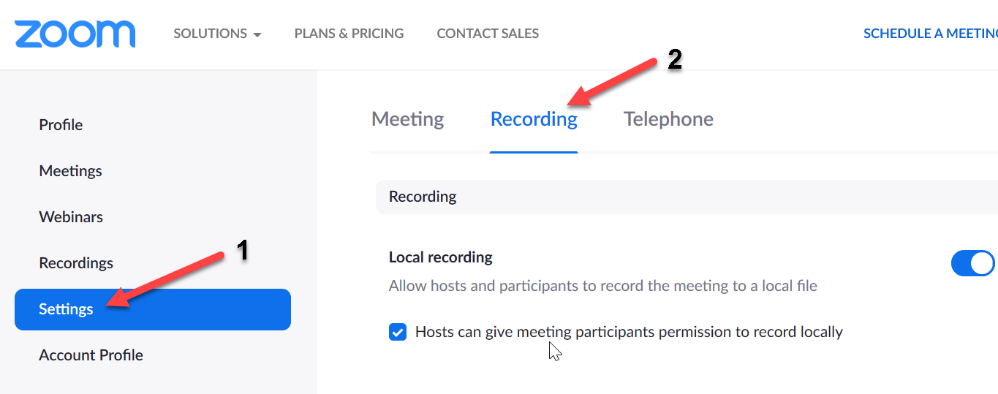 zoom SOLUTIONS PLANS & PRICING CONTACT SALES SCHEDULE A MEETING
2
Meeting Recording Telephone
Profile
Meetings
Webinars
Recordings
Settings
Account Profile
1
Recording
Local recording
Allow hosts and participants to record the meeting to a local file
Hosts can give meeting participants permission to record locally